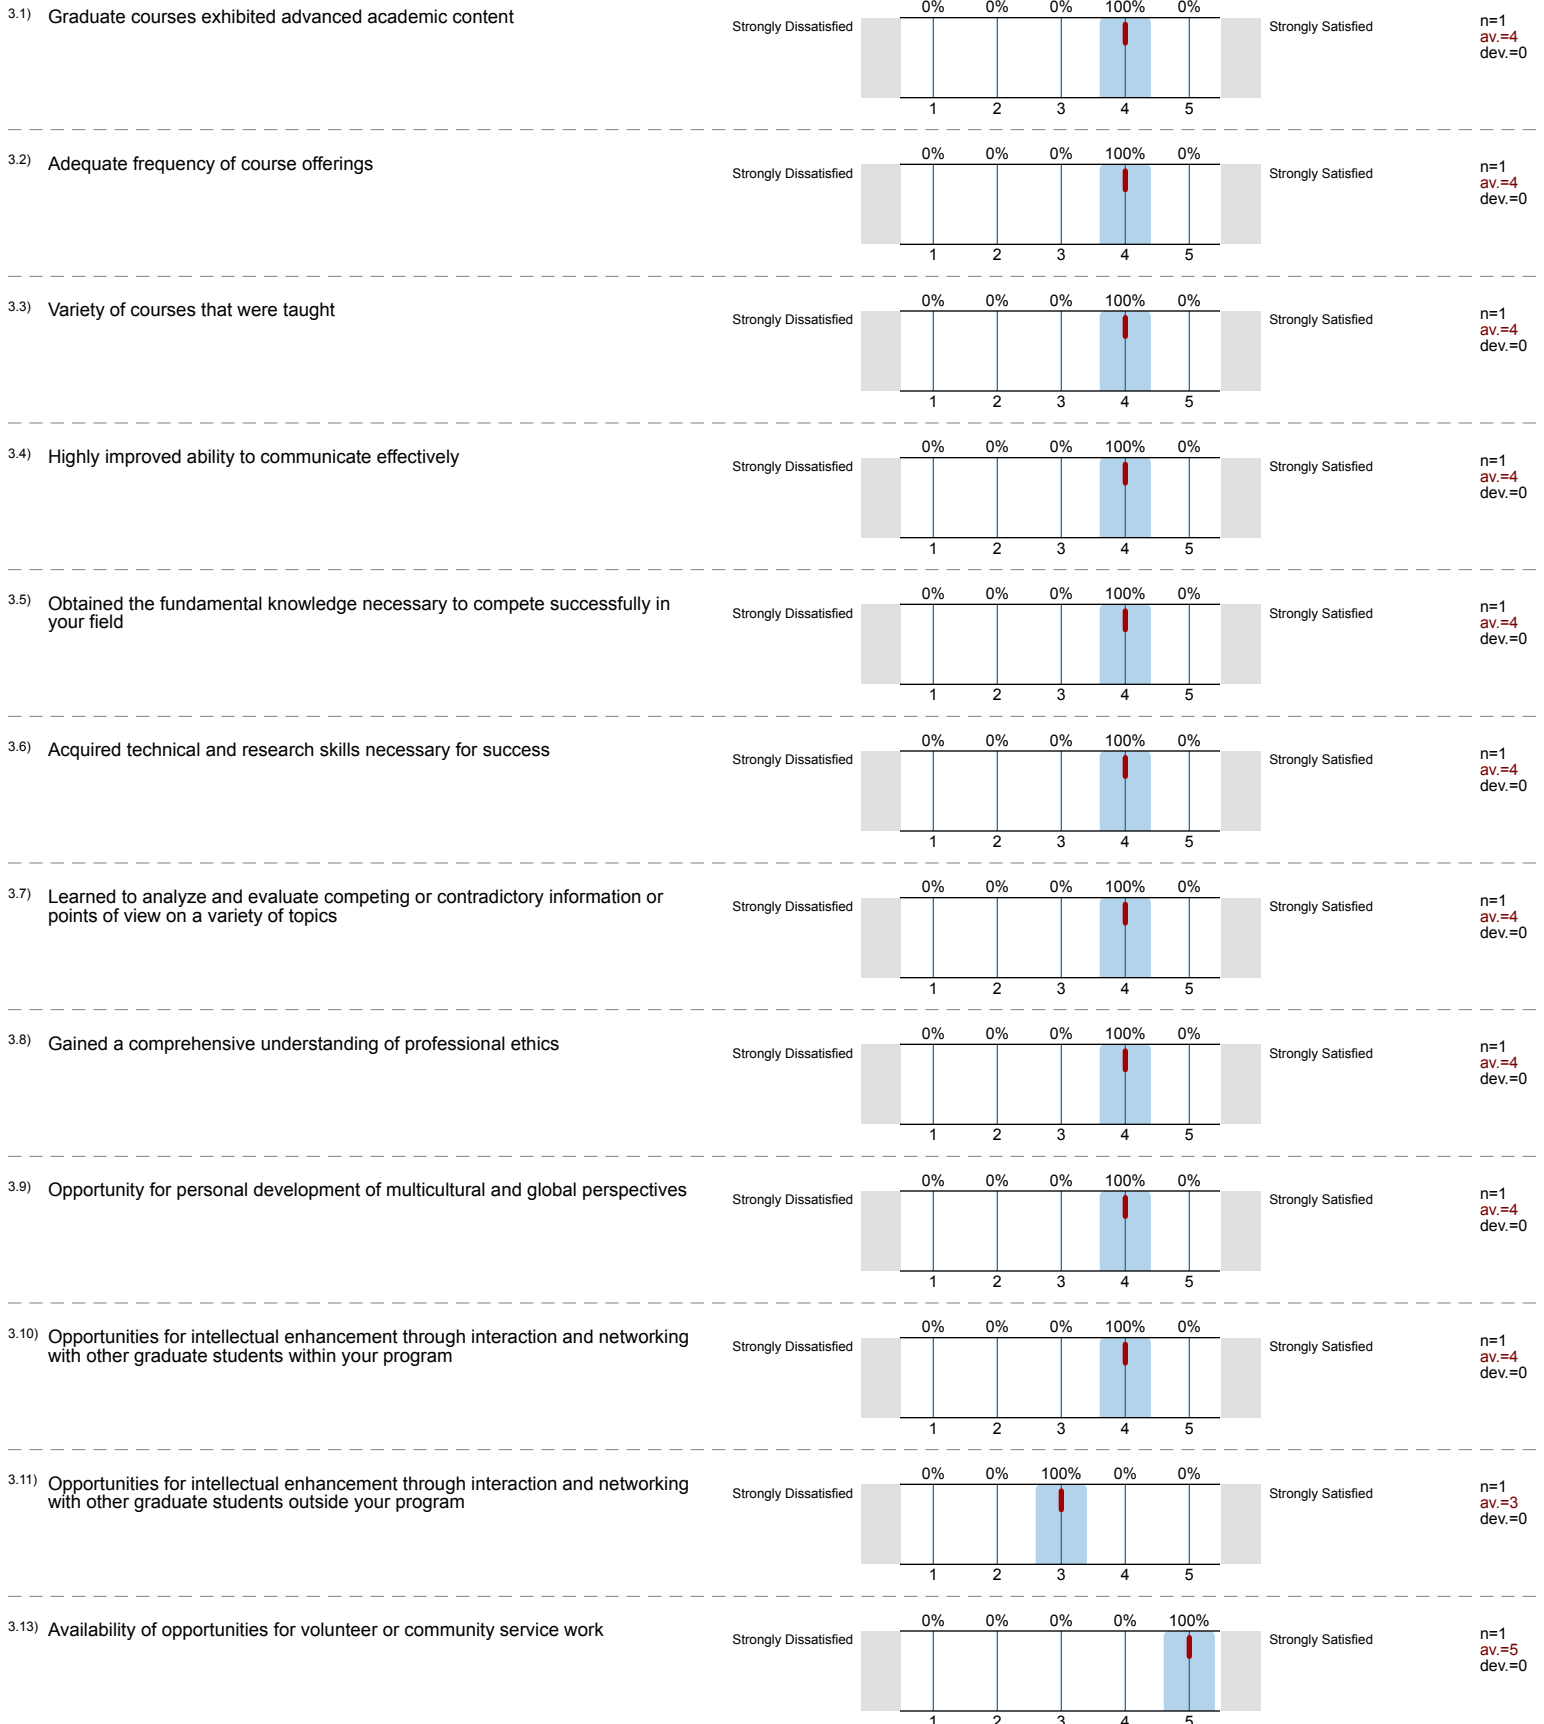 3.1) Graduate courses exhibited advanced academic content
0% 0% 0% 100% 0%
Strongly Dissatisfied Strongly Satisfied
n=1
av.=4
dev.=0
1 2 3 4 5
3.2) Adequate frequency of course offerings
0% 0% 0% 100% 0%
Strongly Dissatisfied Strongly Satisfied
n=1
av.=4
dev.=0
1 2 3 4 5
3.3) Variety of courses that were taught
0% 0% 0% 100% 0%
Strongly Dissatisfied Strongly Satisfied
n=1
av.=4
dev.=0
1 2 3 4 5
3.4) Highly improved ability to communicate effectively
0% 0% 0% 100% 0%
Strongly Dissatisfied Strongly Satisfied
n=1
av.=4
dev.=0
1 2 3 4 5
3.5) Obtained the fundamental knowledge necessary to compete successfully in
your field
0% 0% 0% 100% 0%
Strongly Dissatisfied Strongly Satisfied
n=1
av.=4
dev.=0
1 2 3 4 5
3.6) Acquired technical and research skills necessary for success
0% 0% 0% 100% 0%
Strongly Dissatisfied Strongly Satisfied
n=1
av.=4
dev.=0
1 2 3 4 5
3.7) Learned to analyze and evaluate competing or contradictory information or
points of view on a variety of topics
0% 0% 0% 100% 0%
Strongly Dissatisfied Strongly Satisfied
n=1
av.=4
dev.=0
1 2 3 4 5
3.8) Gained a comprehensive understanding of professional ethics
0% 0% 0% 100% 0%
Strongly Dissatisfied Strongly Satisfied
n=1
av.=4
dev.=0
1 2 3 4 5
3.9) Opportunity for personal development of multicultural and global perspectives
0% 0% 0% 100% 0%
Strongly Dissatisfied Strongly Satisfied
n=1
av.=4
dev.=0
1 2 3 4 5
3.10) Opportunities for intellectual enhancement through interaction and networking
with other graduate students within your program
0% 0% 0% 100% 0%
Strongly Dissatisfied Strongly Satisfied
n=1
av.=4
dev.=0
1 2 3 4 5
3.11) Opportunities for intellectual enhancement through interaction and networking
with other graduate students outside your program
0% 0% 100% 0% 0%
Strongly Dissatisfied Strongly Satisfied
n=1
av.=3
dev.=0
1 2 3 4 5
3.13) Availability of opportunities for volunteer or community service work
0% 0% 0% 0% 100%
Strongly Dissatisfied Strongly Satisfied
n=1
av.=5
dev.=0
1 2 3 4 5